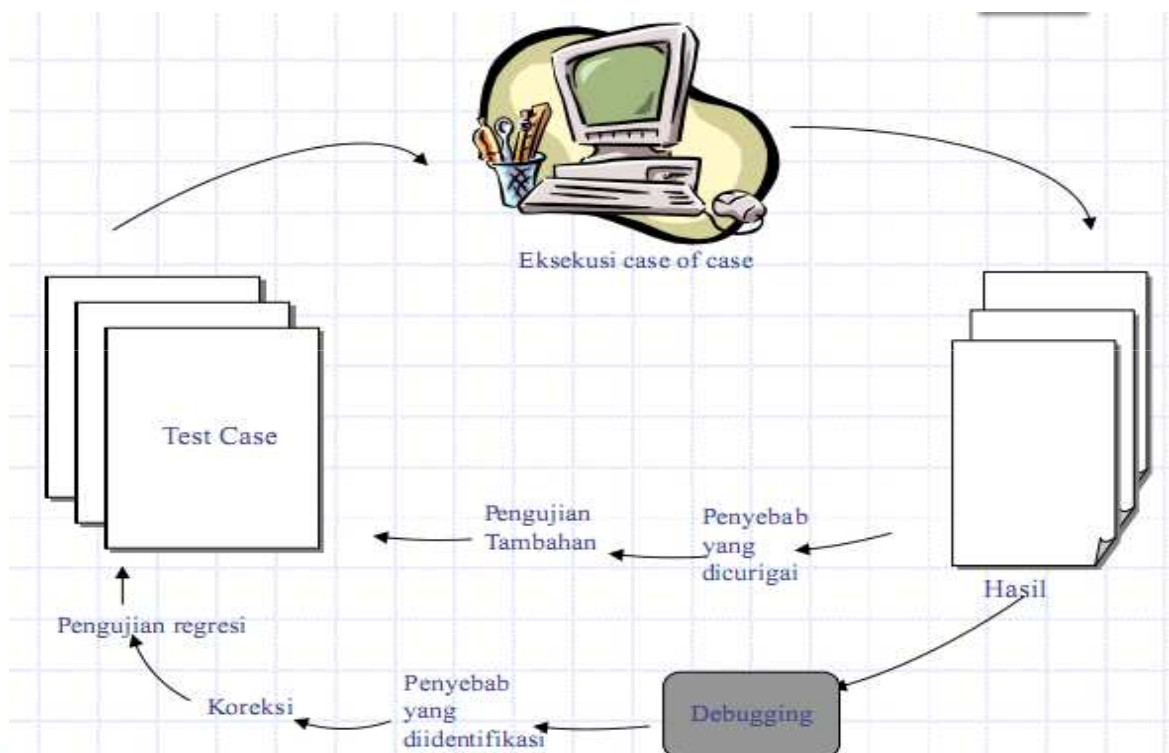 Eksekusi case of case
Test Case
Pengujian
Tambahan
Penyebab
yang
dicurigai
Hasil
Pengujian regresi
Koreksi
Penyebab
yang
diidentifikasi
Debugging